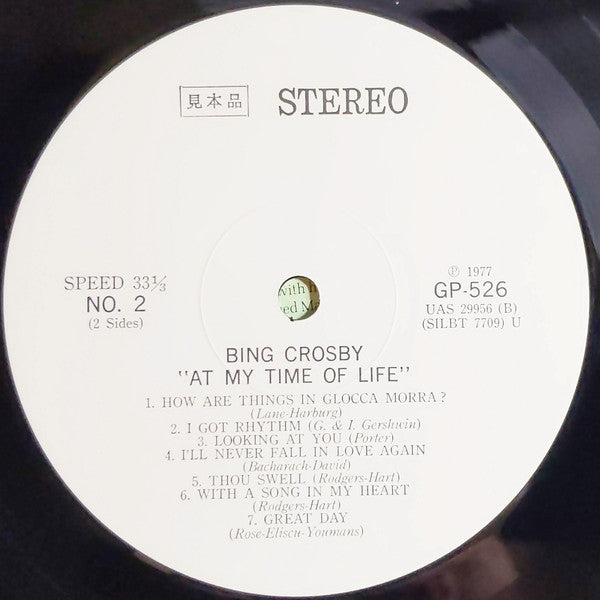 見本品 STEREO
SPEED 33⅓
NO. 2
(2 Sides)
℗ 1977
GP-526
UAS 29956 (B)
(SILBT 7709) U
BING CROSBY
"AT MY TIME OF LIFE"
1. HOW ARE THINGS IN GLOCCA MORRA?
(Lane-Harburg)
2. I GOT RHYTHM (G. & I. Gershwin)
3. LOOKING AT YOU (Porter)
4. I'LL NEVER FALL IN LOVE AGAIN
(Bacharach-David)
5. THOU SWELL (Rodgers-Hart)
6. WITH A SONG IN MY HEART
(Rodgers-Hart)
7. GREAT DAY
(Rose-Eliscu-Youmans)